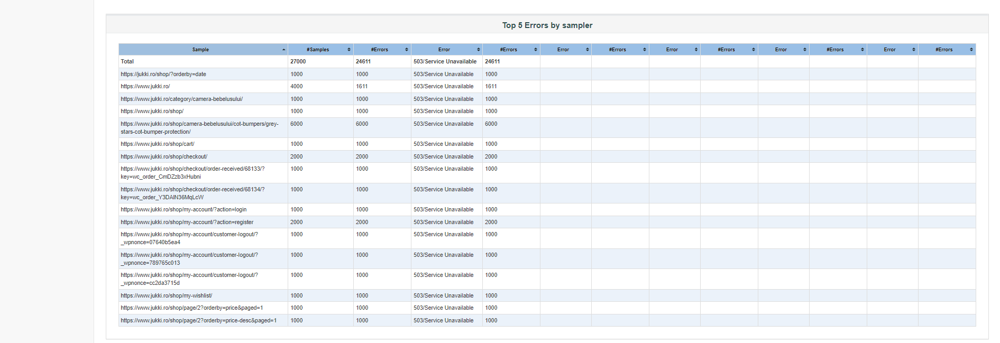 Top 5 Errors by sampler
Sample #Samples #Errors Error #Errors Error #Errors Error #Errors Error #Errors Error #Errors
Total 27000 24611 503/Service Unavailable 24611
https://jukki.ro/shop/?orderby=date 1000 1000 503/Service Unavailable 1000
https://www.jukki.ro/ 4000 1611 503/Service Unavailable 1611
https://www.jukki.ro/category/camera-bebelusului/ 1000 1000 503/Service Unavailable 1000
https://www.jukki.ro/shop/ 1000 1000 503/Service Unavailable 1000
https://www.jukki.ro/shop/camera-bebelusului/cot-bumpers/grey- 6000 6000 503/Service Unavailable 6000
stars-cot-bumper-protection/
https://www.jukki.ro/shop/cart/ 1000 1000 503/Service Unavailable 1000
https://www.jukki.ro/shop/checkout/ 2000 2000 503/Service Unavailable 2000
https://www.jukki.ro/shop/checkout/order-received/68133/? 1000 1000 503/Service Unavailable 1000
key=wc_order_CmDZzb3xHubni
https://www.jukki.ro/shop/checkout/order-received/68134/? 1000 1000 503/Service Unavailable 1000
key=wc_order_Y3DAlN36MqLcW
https://www.jukki.ro/shop/my-account/?action=login 1000 1000 503/Service Unavailable 1000
https://www.jukki.ro/shop/my-account/?action=register 2000 2000 503/Service Unavailable 2000
https://www.jukki.ro/shop/my-account/customer-logout/? 1000 1000 503/Service Unavailable 1000
_wpnonce=07640b5ea4
https://www.jukki.ro/shop/my-account/customer-logout/? 1000 1000 503/Service Unavailable 1000
_wpnonce=789765c013
https://www.jukki.ro/shop/my-account/customer-logout/? 1000 1000 503/Service Unavailable 1000
_wpnonce=cc2da3715d
https://www.jukki.ro/shop/my-wishlist/ 1000 1000 503/Service Unavailable 1000
https://www.jukki.ro/shop/page/2?orderby=price&paged=1 1000 1000 503/Service Unavailable 1000
https://www.jukki.ro/shop/page/2?orderby=price-desc&paged=1 1000 1000 503/Service Unavailable 1000